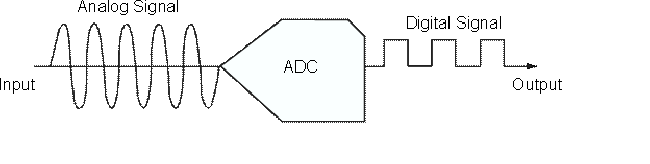 Analog Signal
Digital Signal
ADC
Input
Output